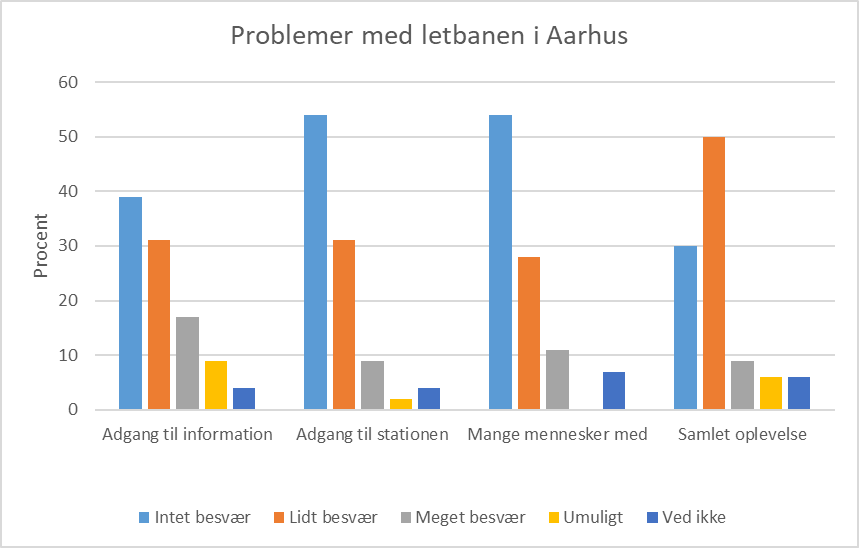 Problemer med letbanen i Aarhus
Procent
60
50
40
30
20
10
0
Adgang til information Adgang til stationen Mange mennesker med Samlet oplevelse
Intet besvær Lidt besvær Meget besvær Umuligt Ved ikke